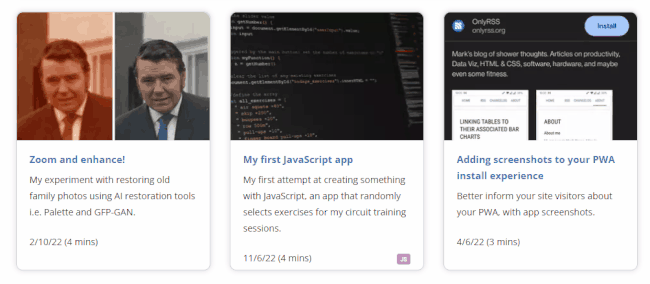 Zoom and enhance!
My experiment with restoring old
family photos using AI restoration tools
i.e. Palette and GFP-GAN.
2/10/22 (4 mins)
My first JavaScript app
My first attempt at creating something
with JavaScript, an app that randomly
selects exercises for my circuit training
sessions.
11/6/22 (4 mins)
JS
OnlyRSS
onlyrss.org
Install
Mark's blog of shower thoughts. Articles on productivity,
Data Viz, HTML & CSS, software, hardware, and maybe
even some fitness.
LINKING TABLES TO
THEIR ASSOCIATED BAR
CHARTS
ABOUT
About me
Adding screenshots to your PWA
install experience
Better inform your site visitors about
your PWA, with app screenshots.
4/6/22 (3 mins)